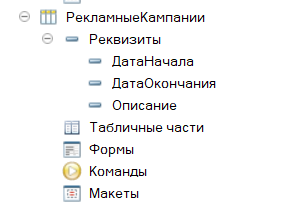 РекламныеКампании
Реквизиты
ДатаНачала
ДатаОкончания
Описание
Табличные части
Формы
Команды
Макеты